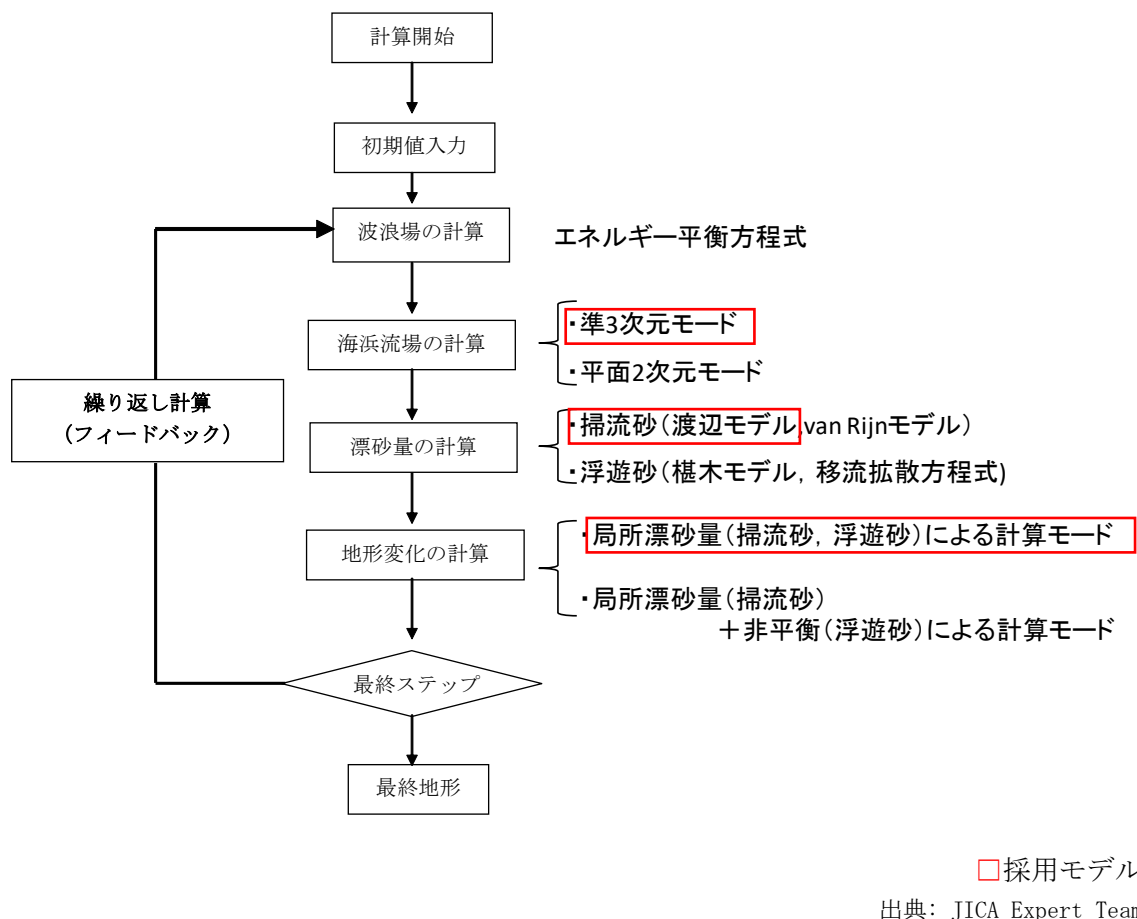 計算開始
初期値入力
波浪場の計算
エネルギー平衡方程式
海浜流場の計算
・準3次元モード
・平面2次元モード
繰り返し計算
(フィードバック)
漂砂量の計算
・掃流砂(渡辺モデル,van Rijnモデル)
・浮遊砂(椹木モデル, 移流拡散方程式)
地形変化の計算
・局所漂砂量(掃流砂, 浮遊砂)による計算モード
・局所漂砂量(掃流砂)
+非平衡(浮遊砂)による計算モード
最終ステップ
最終地形
□採用モデル
出典: JICA Expert Team